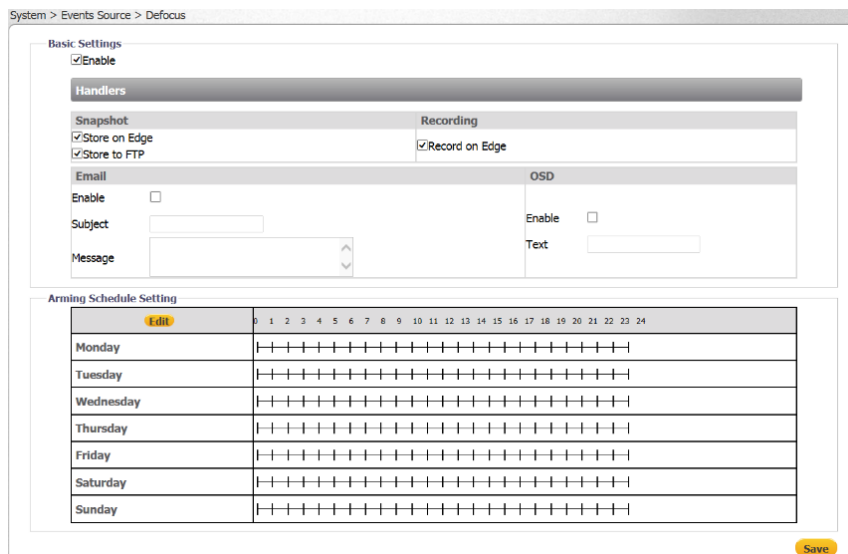 System > Events Source > Defocus
Basic Settings
Enable
Handlers
Snapshot Recording
Store on Edge
Record on Edge
Store to FTP
Email OSD
Enable
Subject
Message
Enable
Text
Arming Schedule Setting
Edit 0 1 2 3 4 5 6 7 8 9 10 11 12 13 14 15 16 17 18 19 20 21 22 23 24
Monday
Tuesday
Wednesday
Thursday
Friday
Saturday
Sunday
Save